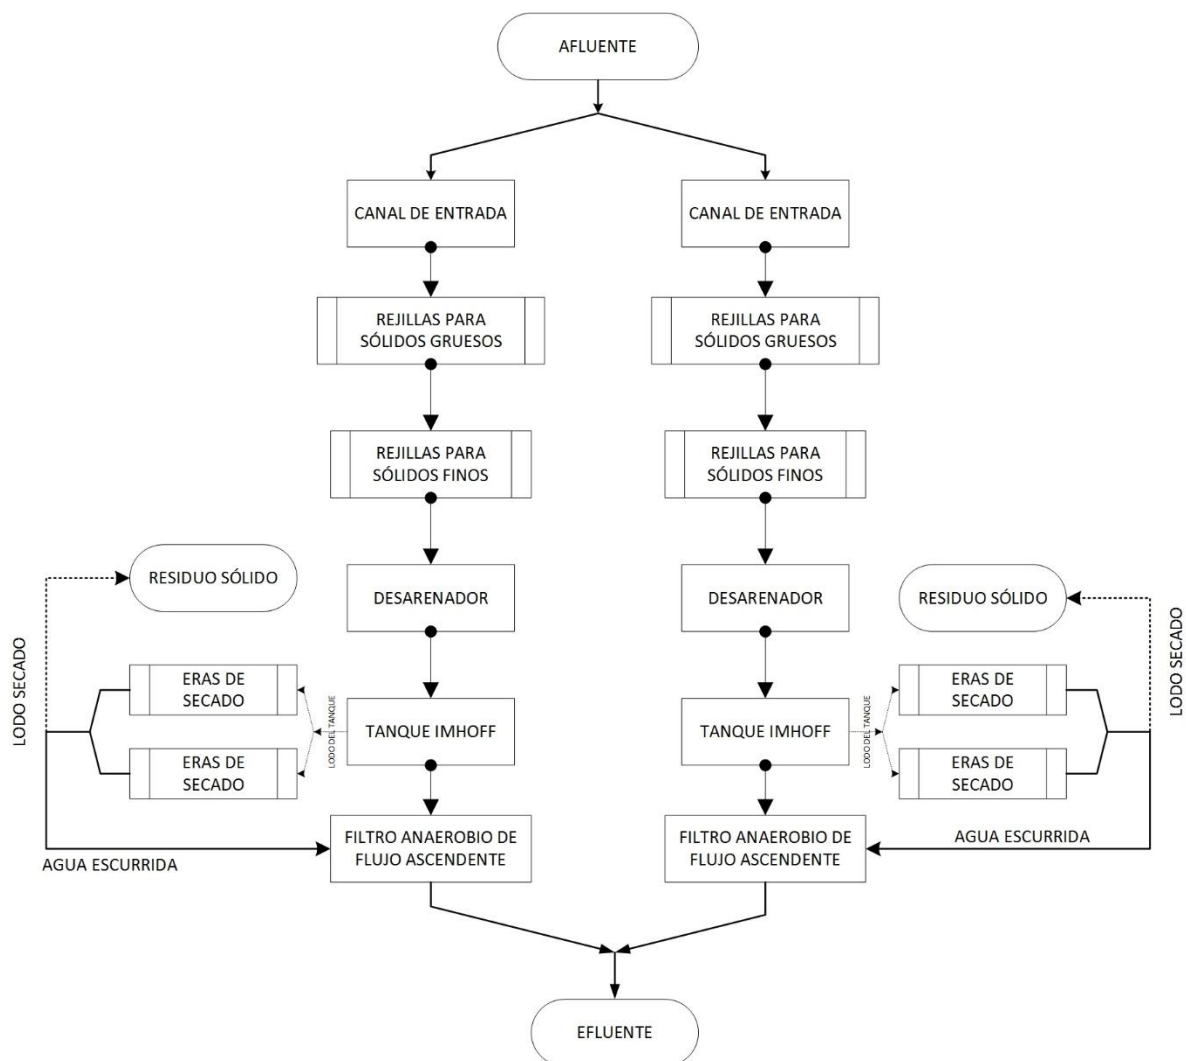 AFLUENTE
CANAL DE ENTRADA
CANAL DE ENTRADA
REJILLAS PARA
SÓLIDOS GRUESOS
REJILLAS PARA
SÓLIDOS GRUESOS
REJILLAS PARA
SÓLIDOS FINOS
REJILLAS PARA
SÓLIDOS FINOS
RESIDUO SÓLIDO
DESARENADOR
DESARENADOR
RESIDUO SÓLIDO
LODO SECADO
ERAS DE
SECADO
ERAS DE
SECADO
LODO DEL TANQUE
TANQUE IMHOFF
TANQUE IMHOFF
LODO DEL TANQUE
ERAS DE
SECADO
ERAS DE
SECADO
LODO SECADO
AGUA ESCURRIDA
FILTRO ANAEROBIO DE
FLUJO ASCENDENTE
FILTRO ANAEROBIO DE
FLUJO ASCENDENTE
AGUA ESCURRIDA
EFLUENTE